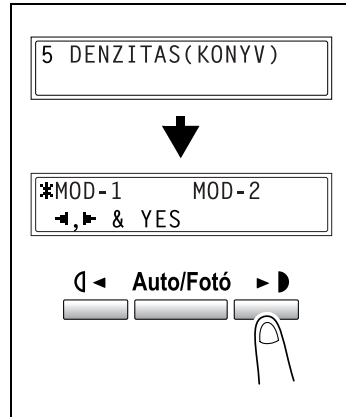 5 DENZITAS(KONYV)
*MOD-1 MOD-2
◄,► & YES
◄ Auto/Fotó ►